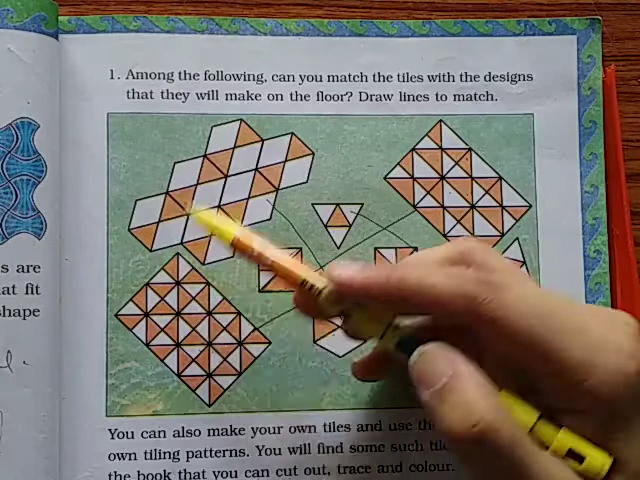 1. Among the following, can you match the tiles with the designs
that they will make on the floor? Draw lines to match.
s are
at fit
shape
You can also make your own tiles and use
own tiling patterns. You will find some such
the book that you can cut out, trace and colour.